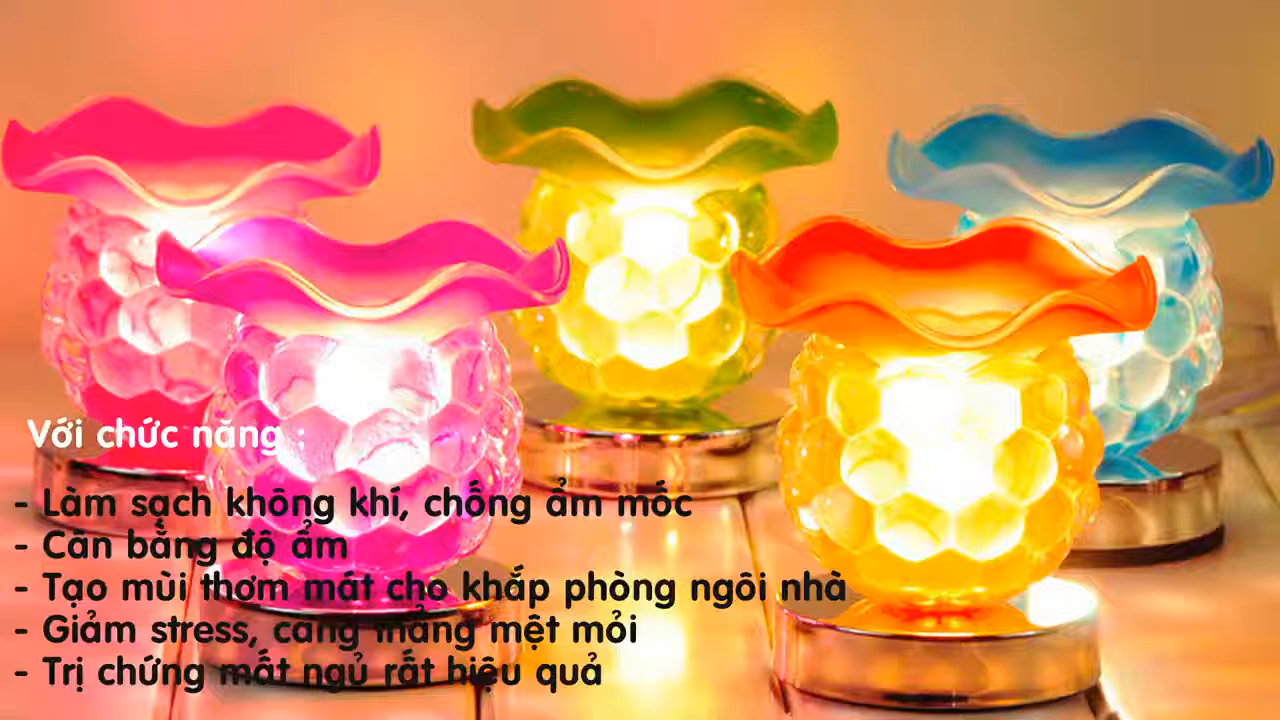 Với chức năng :
- Làm sạch không khí, chống ẩm mốc
- Cân bằng độ ẩm
- Tạo mùi thơm mát cho khắp phòng ngôi nhà
- Giảm stress, căng thẳng mệt mỏi
- Trị chứng mất ngủ rất hiệu quả